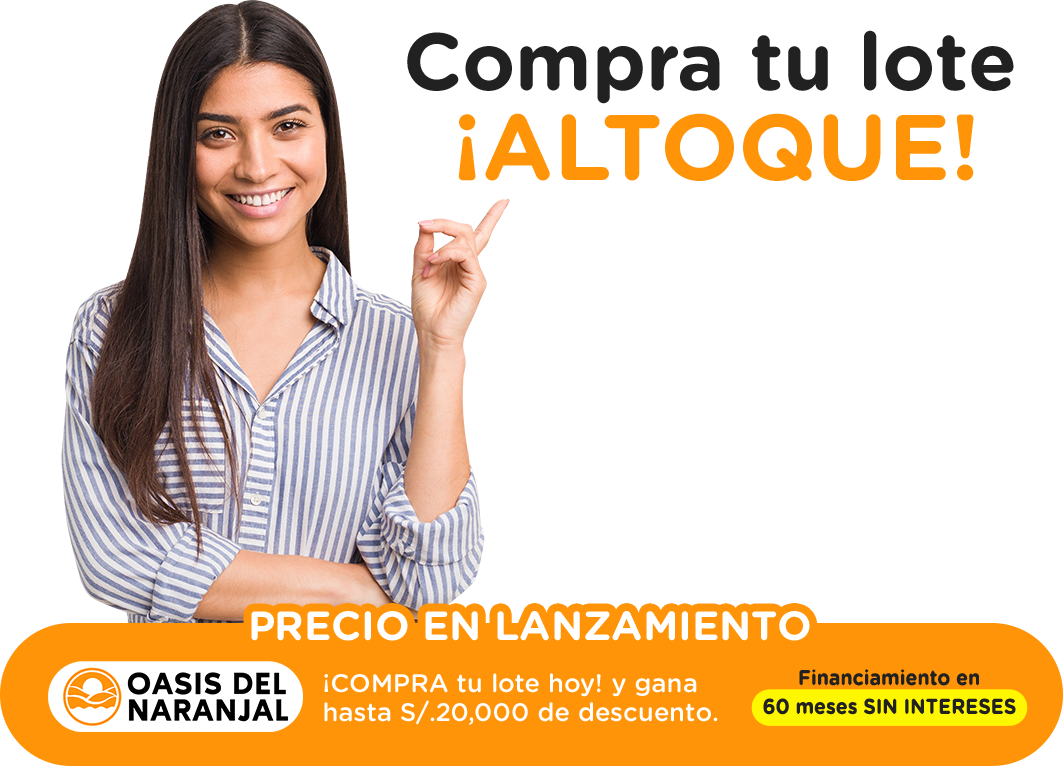 Compra tu lote
¡ALTOQUE!
PRECIO EN LANZAMIENTO
OASIS DEL
NARANJAL
¡COMPRA tu lote hoy! y gana
hasta S/.20,000 de descuento.
Financiamiento en
60 meses SIN INTERESES